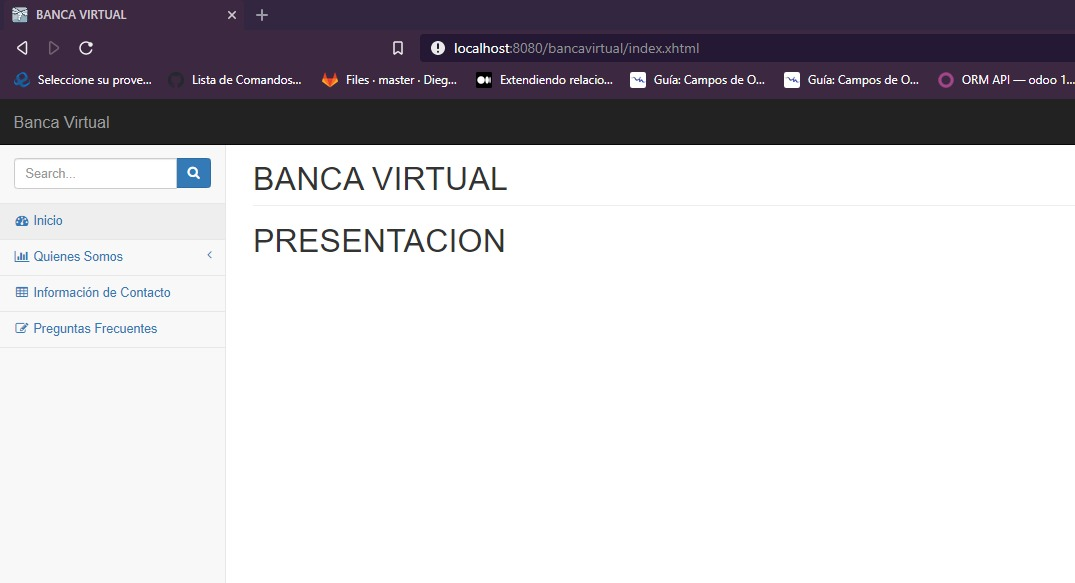 BANCA VIRTUAL
localhost:8080/bancavirtual/index.xhtml
Seleccione su prove... Lista de Comandos... Files · master · Dieg... Extendiendo relacio... Guía: Campos de O... Guía: Campos de O... ORM API — odoo 1...
Banca Virtual
Search...
Inicio
Quienes Somos
Información de Contacto
Preguntas Frecuentes
BANCA VIRTUAL
PRESENTACION